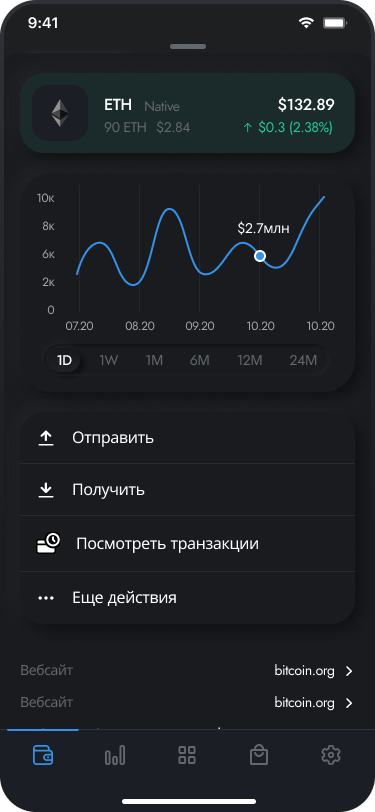 9:41
ETH Native $132.89
90 ETH $2.84 ↑ $0.3 (2.38%)
10к
8к
6к
2к
0
$2.7млн
07.20 08.20 09.20 10.20 10.20
1D 1W 1M 6M 12M 24M
Отправить
Получить
Посмотреть транзакции
Еще действия
Вебсайт bitcoin.org
Вебсайт bitcoin.org